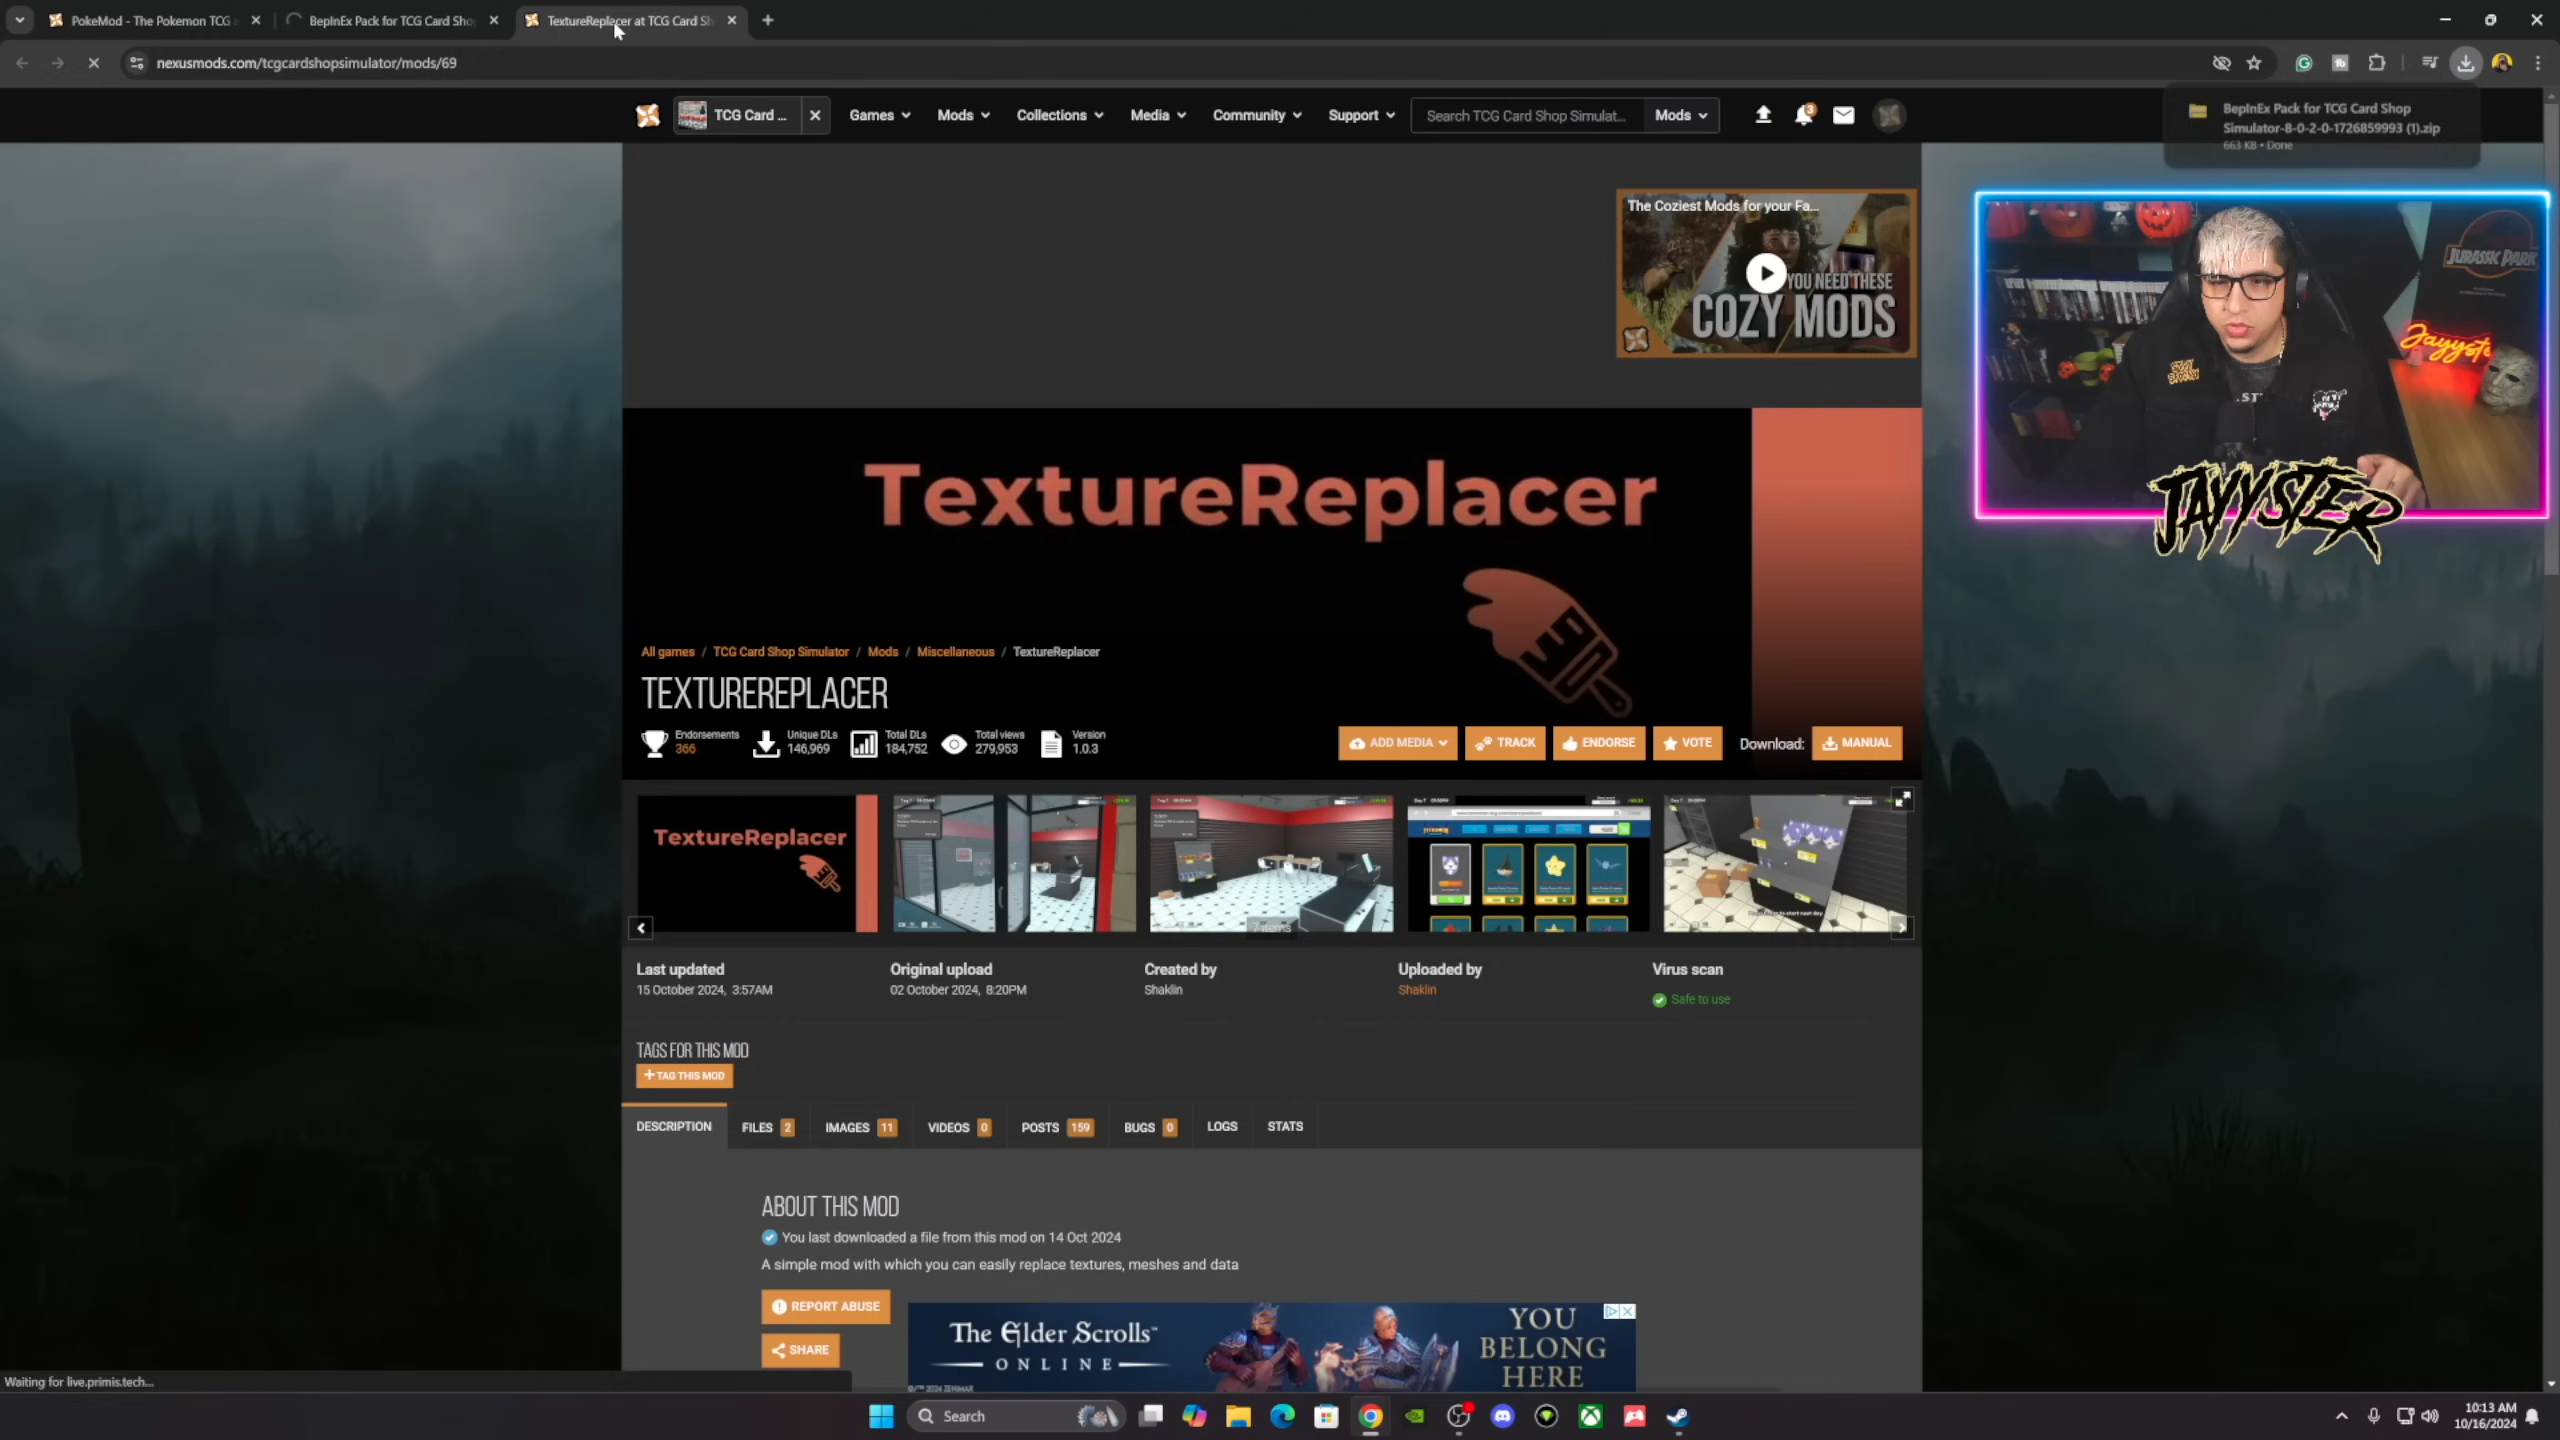 PokeMod - The Pokemon TCG
BepInEx Pack for TCG Card Sho
TextureReplacer at TCG Card Sh
nexusmods.com/tcgcardshopsimulator/mods/69
TCG Card ...
Games
Mods
Collections
Media
Community
Support
Search TCG Card Shop Simulat...
Mods
3
BepInEx Pack for TCG Card Shop
Simulator-8-0-2-0-1726859993 (1).zip
663 KB • Done
The Coziest Mods for your Fa...
YOU NEED THESE
COZY MODS
JURASSIC PARK
Jayyste
JAYYSTER
TextureReplacer
All games / TCG Card Shop Simulator / Mods / Miscellaneous / TextureReplacer
TEXTUREREPLACER
Endorsements
366
Unique DLs
146,969
Total DLs
184,752
Total views
279,953
Version
1.0.3
ADD MEDIA
TRACK
ENDORSE
VOTE
Download:
MANUAL
TextureReplacer
7 items
Last updated
15 October 2024, 3:57AM
Original upload
02 October 2024, 8:20PM
Created by
Shaklin
Uploaded by
Shaklin
Virus scan
Safe to use
TAGS FOR THIS MOD
+ TAG THIS MOD
DESCRIPTION
FILES 2
IMAGES 11
VIDEOS 0
POSTS 159
BUGS 0
LOGS
STATS
ABOUT THIS MOD
You last downloaded a file from this mod on 14 Oct 2024
A simple mod with which you can easily replace textures, meshes and data
REPORT ABUSE
SHARE
The Elder Scrolls™
ONLINE
YOU
BELONG
HERE
Waiting for live.primis.tech...
Search
10:13 AM
10/16/2024